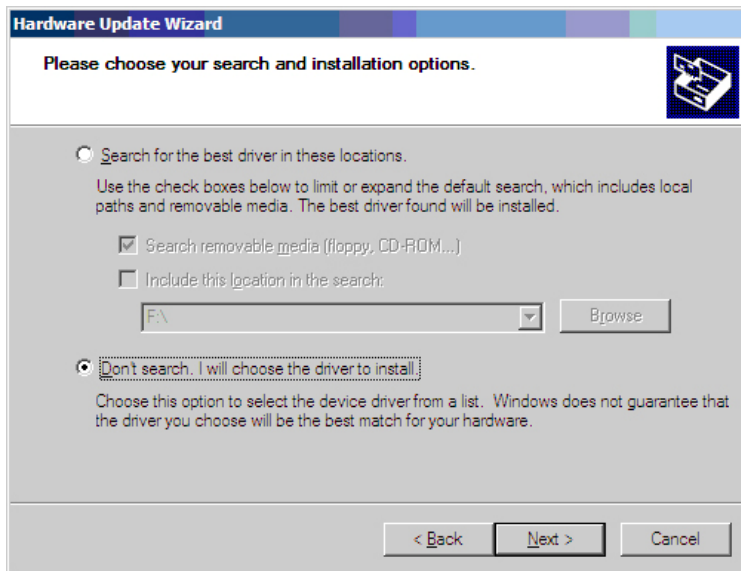 Hardware Update Wizard
Please choose your search and installation options.
Search for the best driver in these locations.
Use the check boxes below to limit or expand the default search, which includes local
paths and removable media. The best driver found will be installed.
Search removable media (floppy, CD-ROM...)
Include this location in the search:
F:\
Browse
Don't search. I will choose the driver to install.
Choose this option to select the device driver from a list. Windows does not guarantee that
the driver you choose will be the best match for your hardware.
< Back
Next >
Cancel